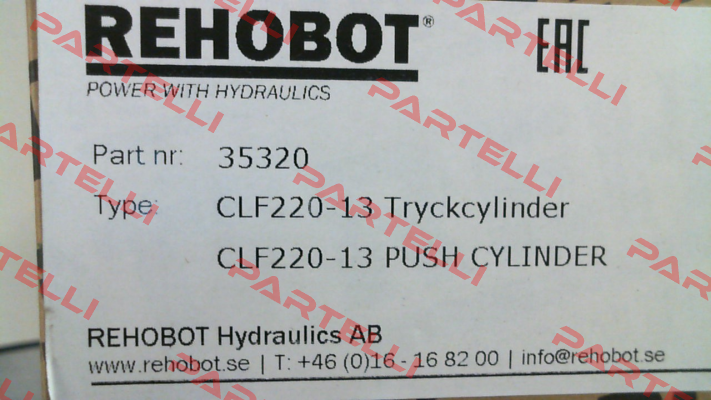 REHOBOT® EAC
POWER WITH HYDRAULICS
Part nr: 35320
Type: CLF220-13 Tryckcylinder
CLF220-13 PUSH CYLINDER
REHOBOT Hydraulics AB
www.rehobot.se | T: +46 (0)16 - 16 82 00 | info@rehobot.se
PARTELLI
PARTELLI
PARTELLI
PARTELLI
PARTELLI
PARTELLI
PARTELLI
PARTELLI